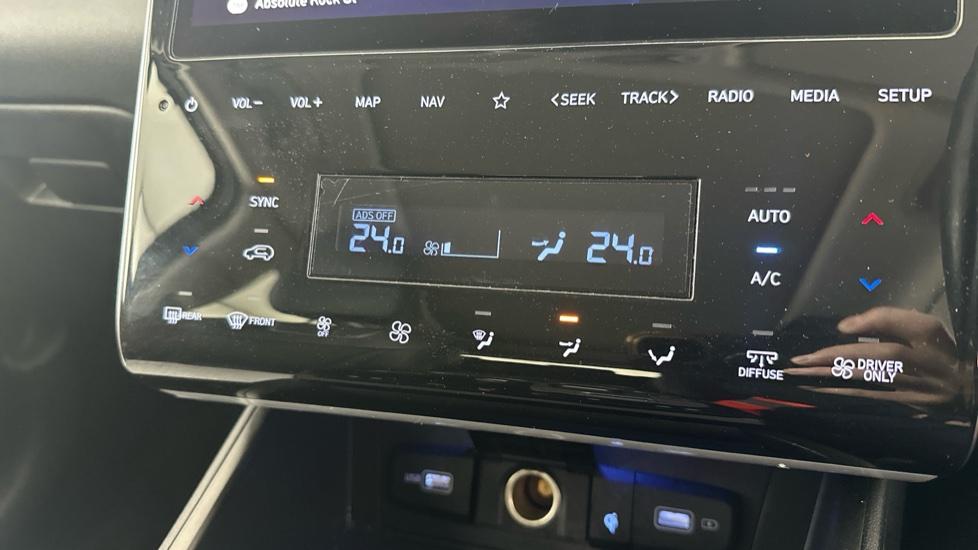 Absolute Rock
VOL- VOL+ MAP NAV <SEEK TRACK> RADIO MEDIA SETUP
SYNC
ADS OFF
24.0 24.0
AUTO
A/C
REAR FRONT OFF
DIFFUSE
DRIVER ONLY